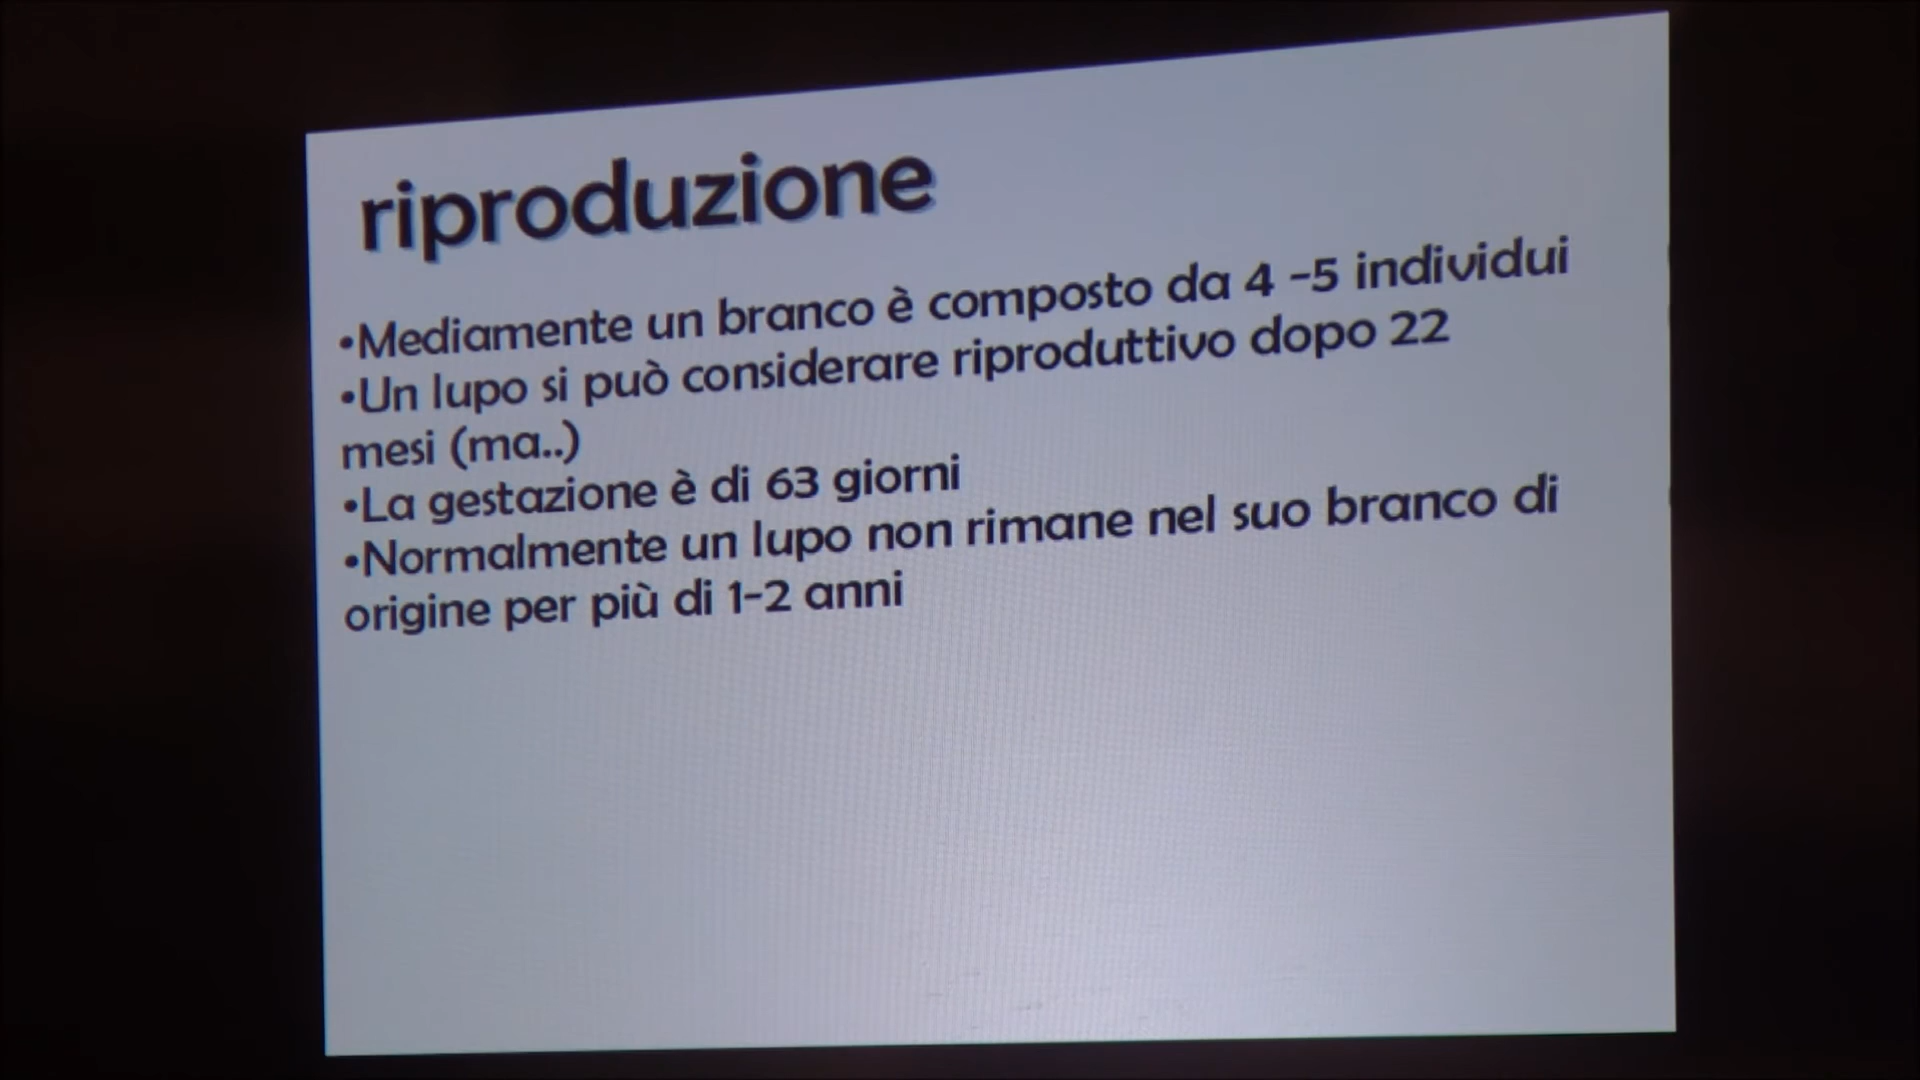 riproduzione
•Mediamente un branco è composto da 4 -5 individui
•Un lupo si può considerare riproduttivo dopo 22
mesi (ma..)
•La gestazione è di 63 giorni
•Normalmente un lupo non rimane nel suo branco di
origine per più di 1-2 anni